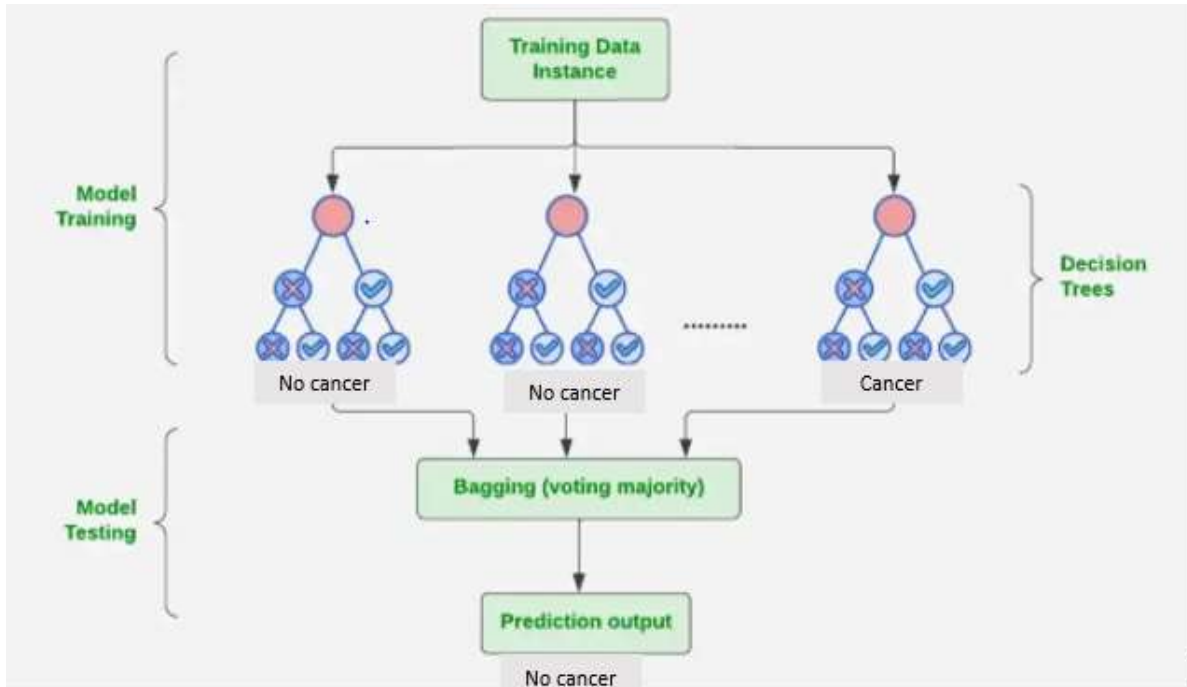 Training Data
Instance
Model
Training
Decision
Trees
.........
No cancer
No cancer
Cancer
Bagging (voting majority)
Model
Testing
Prediction output
No cancer